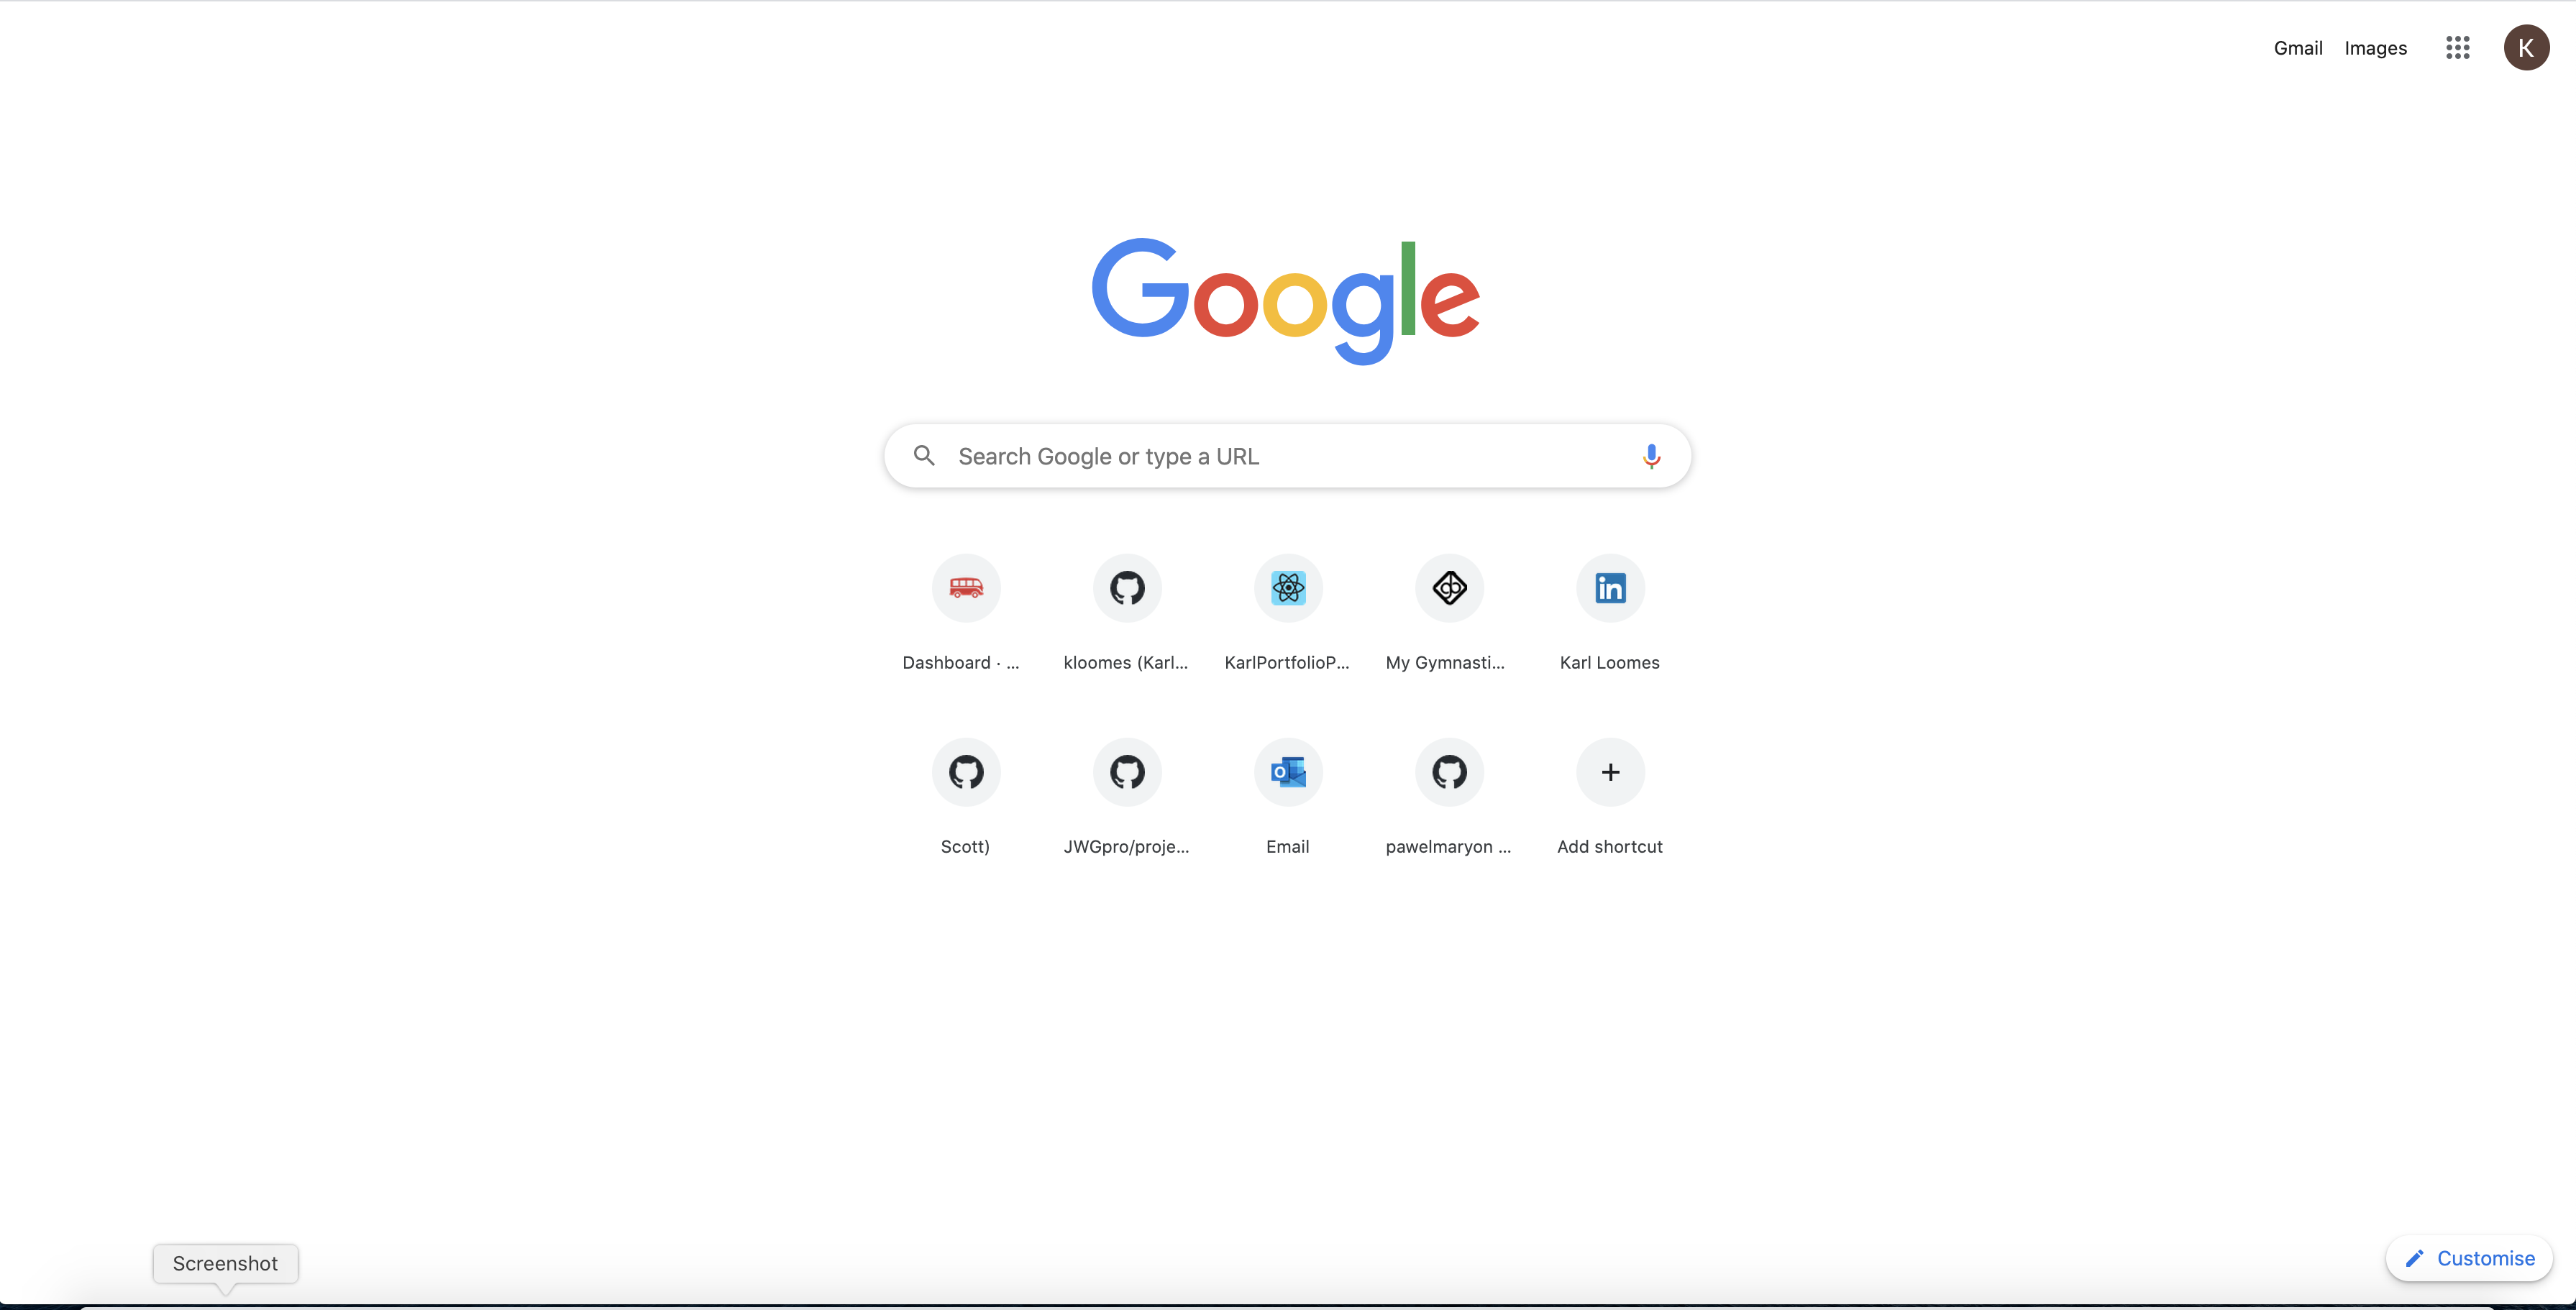 Gmail Images
K
Google
Search Google or type a URL
in
Dashboard · ...
kloomes (Karl...
KarlPortfolioP...
My Gymnasti...
Karl Loomes
O
Scott)
JWGpro/proje...
Email
pawelmaryon ...
Add shortcut
Screenshot
Customise